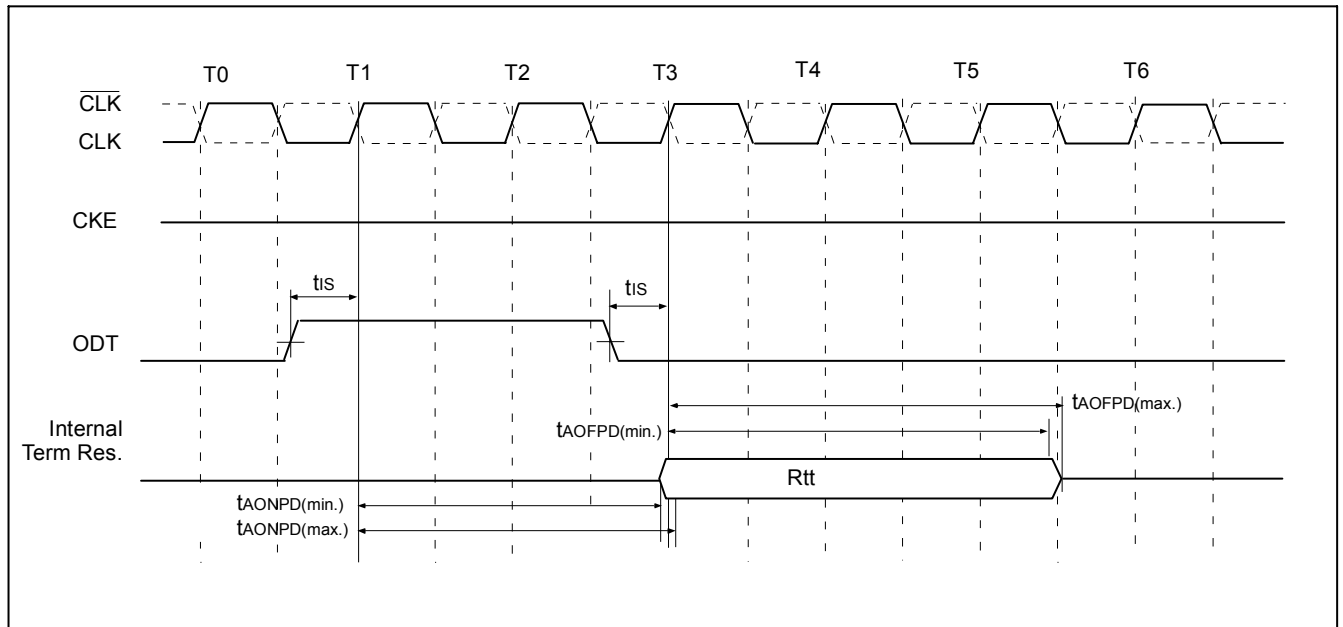 T0 T1 T2 T3 T4 T5 T6
CLK
CLK
CKE
tIS
tIS
ODT
tAOFPD(max.)
tAOFPD(min.)
Internal
Term Res.
Rtt
tAONPD(min.)
tAONPD(max.)